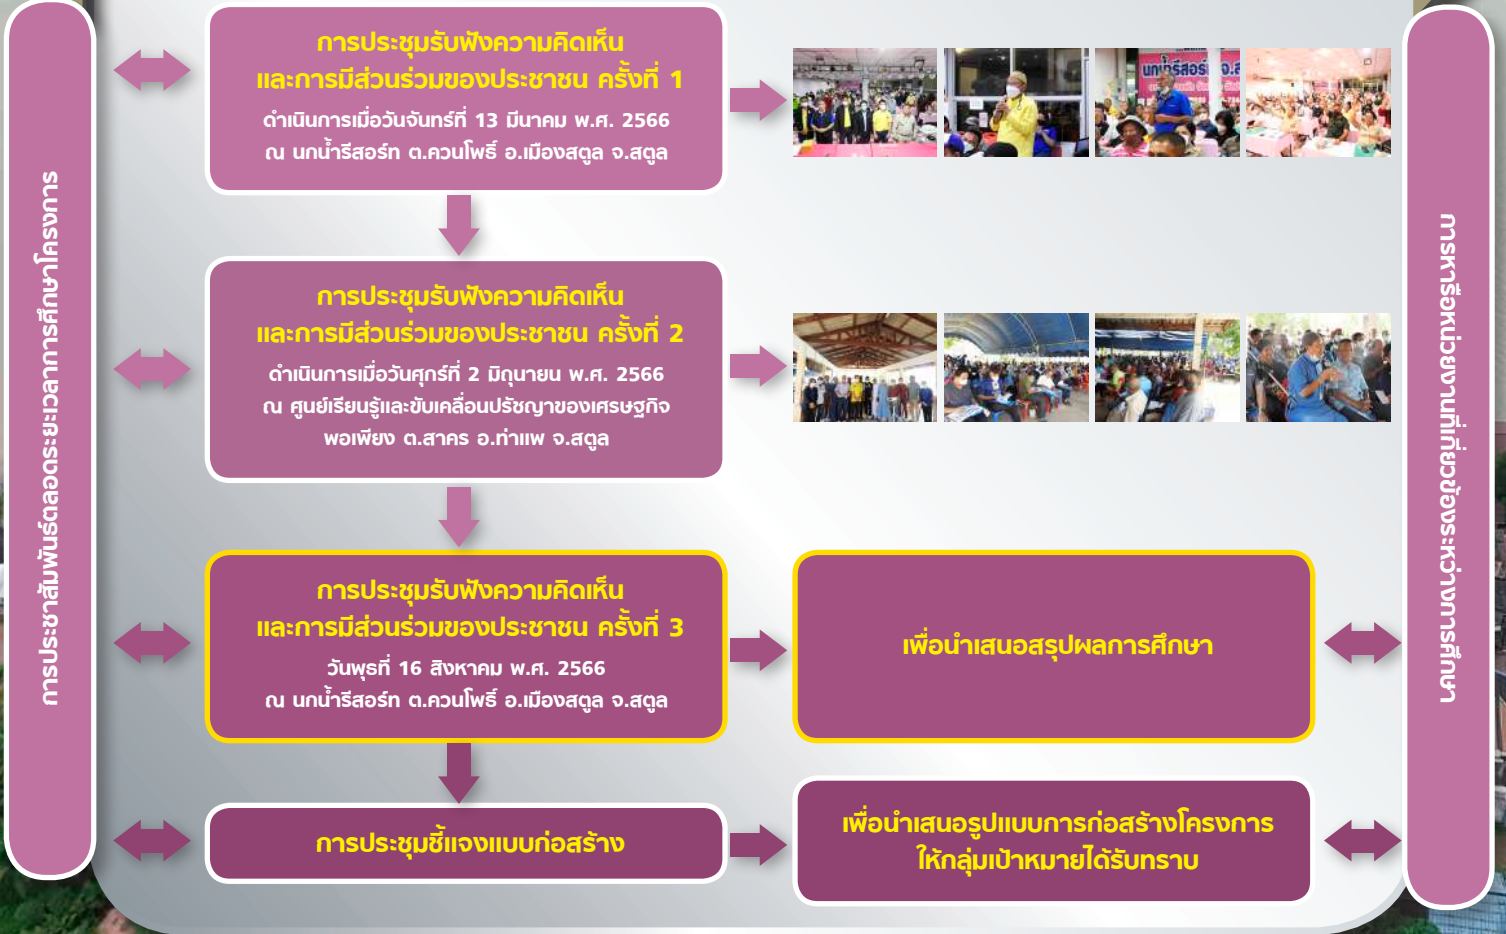 การประชาสัมพันธ์ตลอดระยะเวลาการศึกษาโครงการ
การประชุมรับฟังความคิดเห็น
และการมีส่วนร่วมของประชาชน ครั้งที่ 1
ดำเนินการเมื่อวันจันทร์ที่ 13 มีนาคม พ.ศ. 2566
ณ นกน้ำรีสอร์ท ต.ควนโพธิ์ อ.เมืองสตูล จ.สตูล
นกน้ำรีสอร์
การประชุมรับฟังความคิดเห็น
และการมีส่วนร่วมของประชาชน ครั้งที่ 2
ดำเนินการเมื่อวันศุกร์ที่ 2 มิถุนายน พ.ศ. 2566
ณ ศูนย์เรียนรู้และขับเคลื่อนปรัชญาของเศรษฐกิจ
พอเพียง ต.สาคร อ.ท่าแพ จ.สตูล
การประชุมรับฟังความคิดเห็น
และการมีส่วนร่วมของประชาชน ครั้งที่ 3
วันพุธที่ 16 สิงหาคม พ.ศ. 2566
ณ นกน้ำรีสอร์ท ต.ควนโพธิ์ อ.เมืองสตูล จ.สตูล
เพื่อนำเสนอสรุปผลการศึกษา
การประชุมชี้แจงแบบก่อสร้าง
เพื่อนำเสนอรูปแบบการก่อสร้างโครงการ
ให้กลุ่มเป้าหมายได้รับทราบ
การหารือหน่วยงานที่เกี่ยวข้องระหว่างการศึกษา